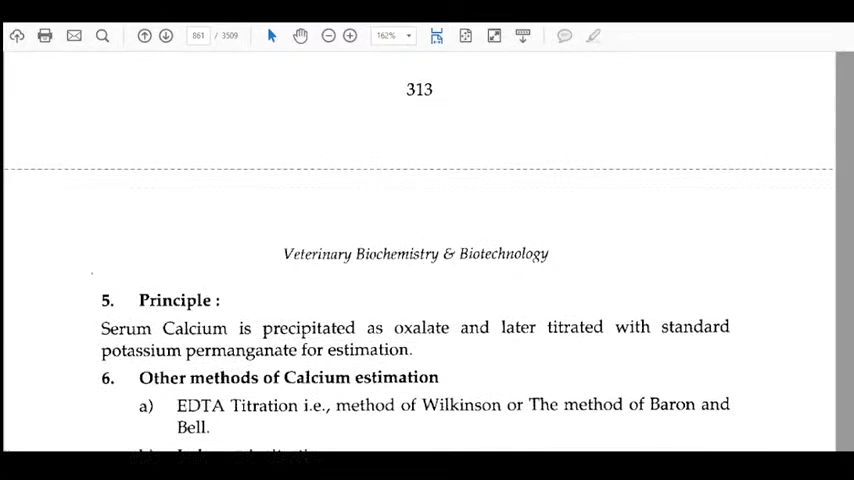 861 / 3509 162%
313
Veterinary Biochemistry & Biotechnology
5. Principle :
Serum Calcium is precipitated as oxalate and later titrated with standard
potassium permanganate for estimation.
6. Other methods of Calcium estimation
a) EDTA Titration i.e., method of Wilkinson or The method of Baron and
Bell.